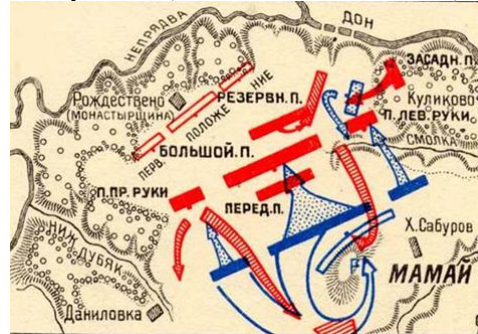 НЕПРЯДВА
ДОН
ЗАСАДН. П.
РОЖДЕСТВЕНО
(МОНАСТЫРЩИНА)
РЕЗЕРВН. П.
КУЛИКОВО
П. ЛЕВ. РУКИ
ПЕРВ. ПОЛОЖЕНИЕ
СМОЛКА
БОЛЬШОЙ. П.
П. ПР. РУКИ
ПЕРЕД. П.
Х. Сабуров
НИЖ. ДУБЯК
МАМАЙ
Даниловка